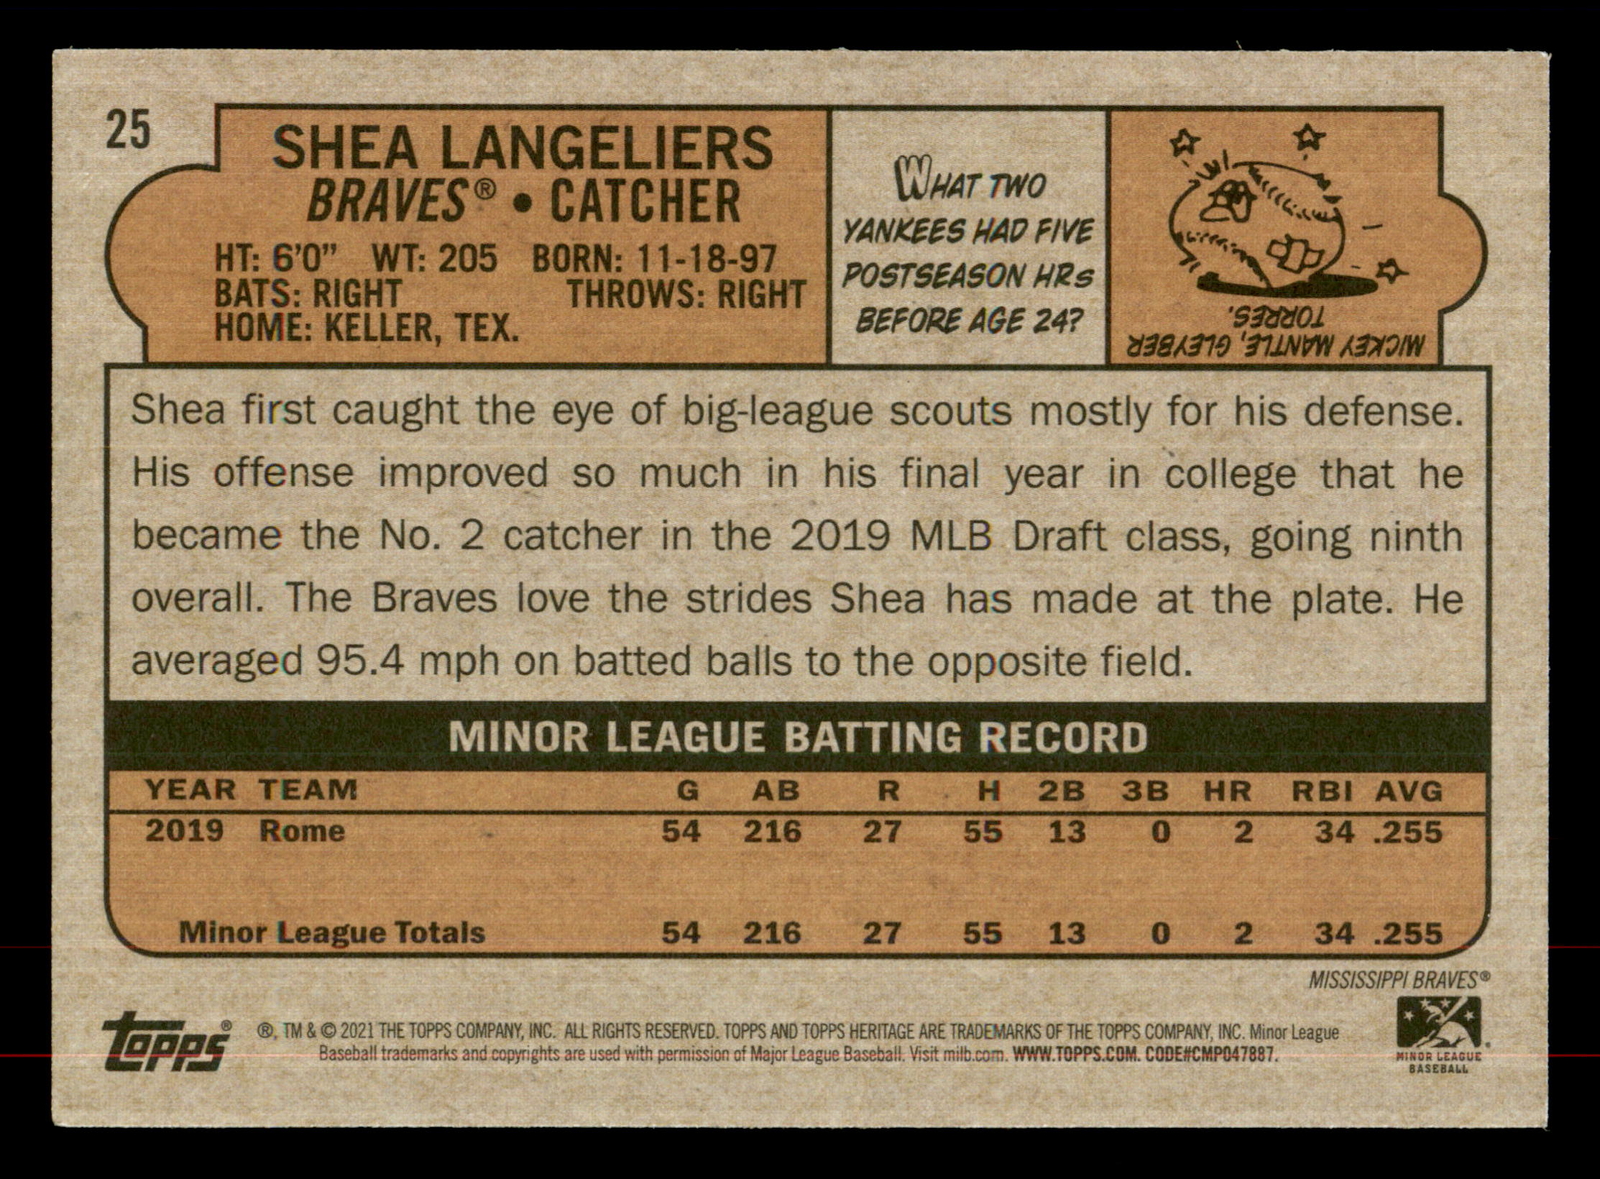 25
SHEA LANGELIERS
BRAVES® • CATCHER
HT: 6'0" WT: 205 BORN: 11-18-97
BATS: RIGHT THROWS: RIGHT
HOME: KELLER, TEX.
WHAT TWO
YANKEES HAD FIVE
POSTSEASON HRs
BEFORE AGE 24?
MICKEY MANTLE, GLEYBER
TORRES.
Shea first caught the eye of big-league scouts mostly for his defense.
His offense improved so much in his final year in college that he
became the No. 2 catcher in the 2019 MLB Draft class, going ninth
overall. The Braves love the strides Shea has made at the plate. He
averaged 95.4 mph on batted balls to the opposite field.
MINOR LEAGUE BATTING RECORD
YEAR TEAM G AB R H 2B 3B HR RBI AVG
2019 Rome 54 216 27 55 13 0 2 34 .255
Minor League Totals 54 216 27 55 13 0 2 34 .255
MISSISSIPPI BRAVES®
topps®
®, TM & © 2021 THE TOPPS COMPANY, INC. ALL RIGHTS RESERVED. TOPPS AND TOPPS HERITAGE ARE TRADEMARKS OF THE TOPPS COMPANY, INC. Minor League
Baseball trademarks and copyrights are used with permission of Major League Baseball. Visit milb.com. WWW.TOPPS.COM. CODE#CMP047887.
MINOR LEAGUE
BASEBALL